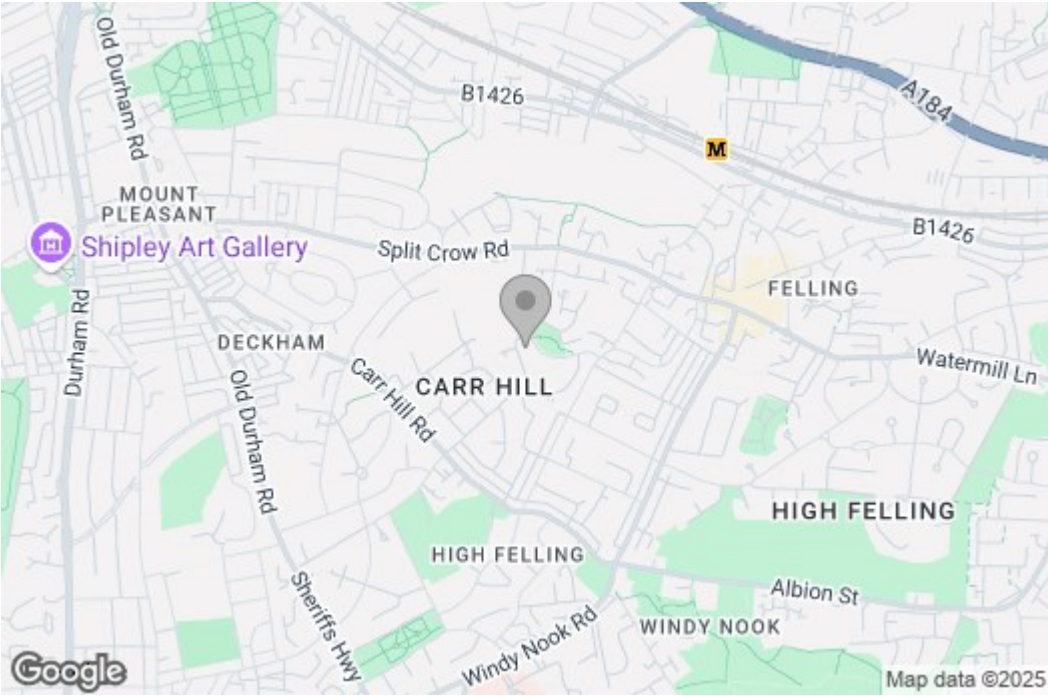 Old Durham Rd
B1426
A184
M
MOUNT
PLEASANT
Shipley Art Gallery
Split Crow Rd
B1426
FELLING
Durham Rd
DECKHAM
Watermill Ln
CARR HILL
Carr Hill Rd
Old Durham Rd
HIGH FELLING
HIGH FELLING
Sheriffs Hwy
Albion St
WINDY NOOK
Windy Nook Rd
Google
Map data ©2025